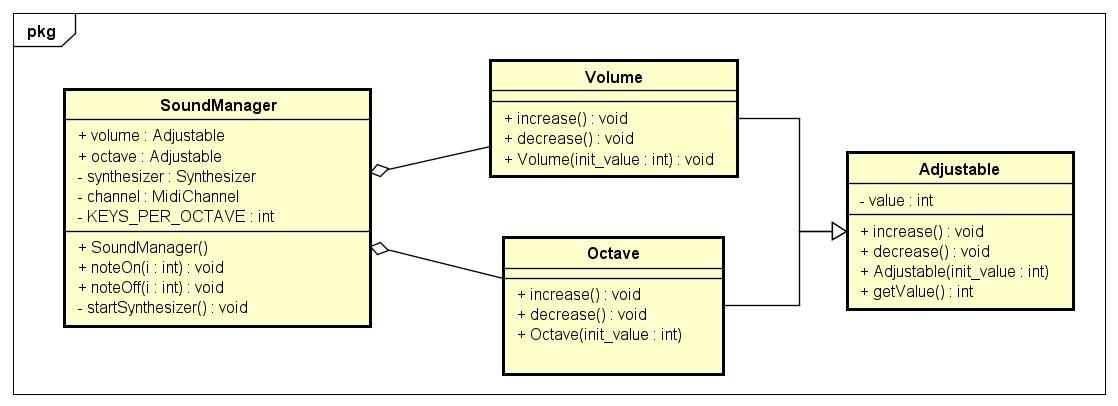 pkg
SoundManager
+ volume : Adjustable
+ octave : Adjustable
- synthesizer : Synthesizer
- channel : MidiChannel
- KEYS_PER_OCTAVE : int
+ SoundManager()
+ noteOn(i : int) : void
+ noteOff(i : int) : void
- startSynthesizer() : void
Volume
+ increase() : void
+ decrease() : void
+ Volume(init_value : int) : void
Octave
+ increase() : void
+ decrease() : void
+ Octave(init_value : int)
Adjustable
- value : int
+ increase() : void
+ decrease() : void
+ Adjustable(init_value : int)
+ getValue() : int